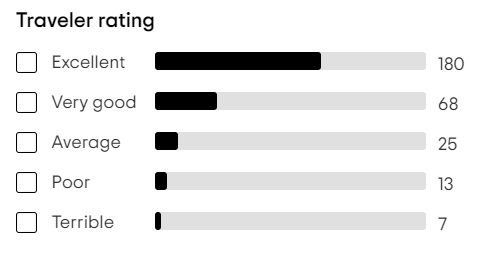 Traveler rating
Excellent 180
Very good 68
Average 25
Poor 13
Terrible 7